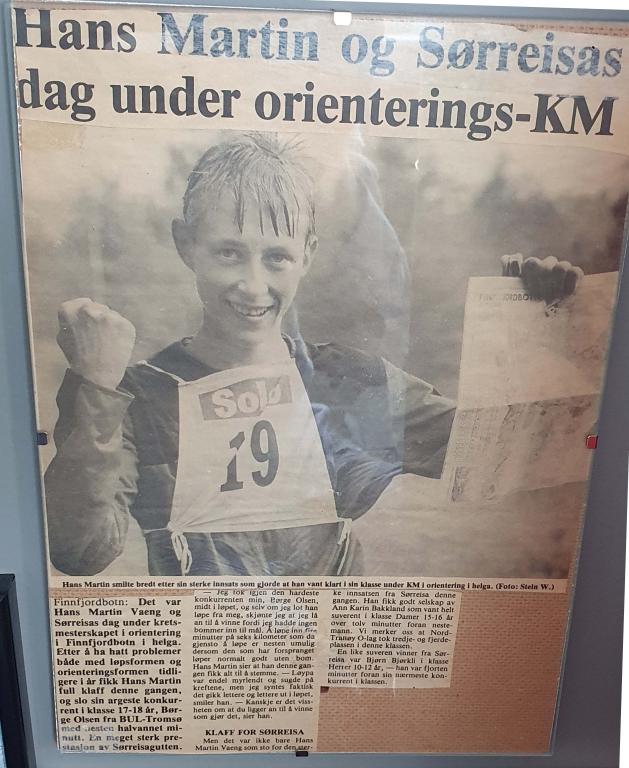 Hans Martin og Sørreisas
dag under orienterings-KM
FINNFJORDBOTN
Solo
19
Hans Martin smilte bredt etter sin sterke innsats som gjorde at han vant klart i sin klasse under KM i orientering i helga. (Foto: Stein W.)
Finnfjordbotn: Det var
Hans Martin Vaeng og
Sørreisas dag under krets-
mesterskapet i orientering
i Finnfjordbotn i helga.
Etter å ha hatt problemer
både med løpsformen og
orienteringsformen tidlig-
ere i år fikk Hans Martin
full klaff denne gangen,
og slo sin argeste konkur-
rent i klasse 17-18 år, Bør-
ge Olsen fra BUL-Tromsø
med nesten halvannet mi-
nutt. En meget sterk pre-
stasjon av Sørreisagutten.
— Jeg tok igjen den hardeste
konkurrenten min, Børge Olsen,
midt i løpet, og selv om jeg lot han
løpe fra meg, skjønte jeg at jeg lå
an til å vinne fordi jeg hadde ingen
bommer inn til mål. Å løpe inn fire
minutter på seks kilometer som da
gjensto å løpe er nesten umulig
dersom den som har forspranget
løper normalt godt uten bom.
Hans Martin sier at han denne gan-
gen fikk alt til å stemme. — Løypa
var endel myrlendt og sugde på
kreftene, men jeg syntes faktisk
det gikk lettere og lettere ut i løpet,
smiler han. — Kanskje er det viss-
heten om at du ligger an til å vinne
som gjør det, sier han.
KLAFF FOR SØRREISA
Men det var ikke bare Hans
Martin Vaeng som sto for den ster-
ke innsatsen fra Sørreisa denne
gangen. Han fikk godt selskap av
Ann Karin Bakkland som vant helt
suverent i klasse Damer 15-16 år
over tolv minutter foran neste-
mann. Vi merker oss at Nord-
Tranøy O-lag tok tredje- og fjerde-
plassen i denne klassen.
En like suveren vinner fra Sør-
reisa var Bjørn Bjørkli i klasse
Herrer 10-12 år, — han var fjorten
minutter foran sin nærmeste kon-
kurrent i klassen.